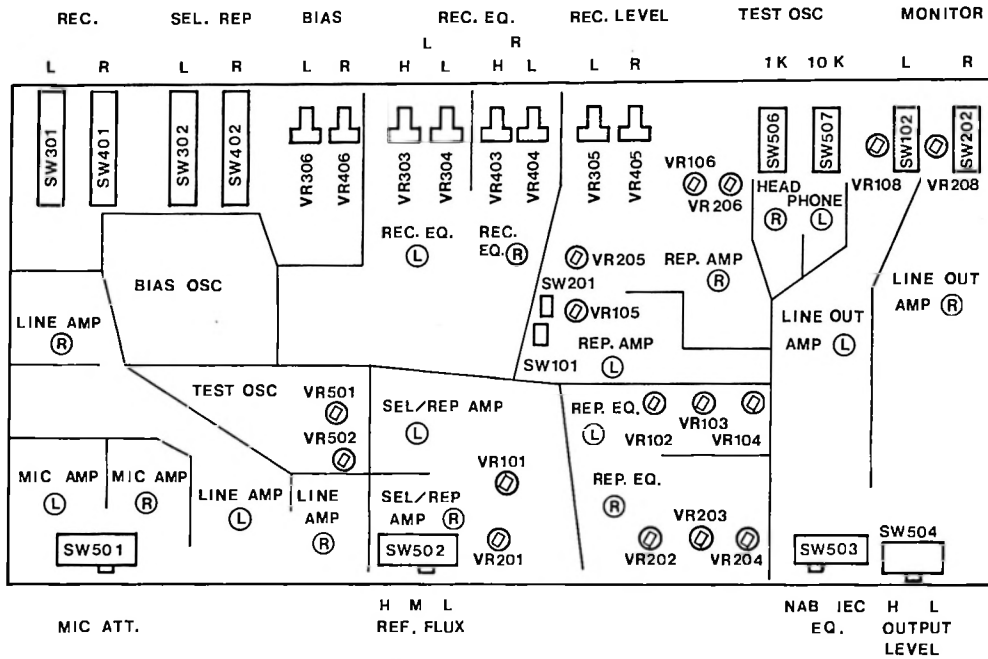 REC. SEL. REP BIAS REC. EQ. REC. LEVEL TEST OSC MONITOR
L R
L R L R L R H L H L L R 1K 10K L R
SW301
SW401
SW302
SW402
VR306
VR406
VR303
VR304
VR403
VR404
VR305
VR405
SW506
SW507
SW102
SW202
VR106
VR206
VR108
VR208
HEAD PHONE
R L
REC. EQ.
L
REC. EQ. R
VR205
REP. AMP
R
SW201
VR105
SW101
REP. AMP
L
BIAS OSC
LINE AMP
R
LINE OUT
AMP L
LINE OUT
AMP R
TEST OSC
VR501
VR502
SEL/REP AMP
L
REP. EQ.
L
VR102
VR103
VR104
MIC AMP
L
MIC AMP
R
LINE AMP
L
LINE
AMP
R
SEL/REP
AMP R
VR101
VR201
REP. EQ.
R
VR202
VR203
VR204
SW501
SW502
SW503
SW504
MIC ATT.
H M L
REF. FLUX
NAB IEC
EQ.
H L
OUTPUT
LEVEL